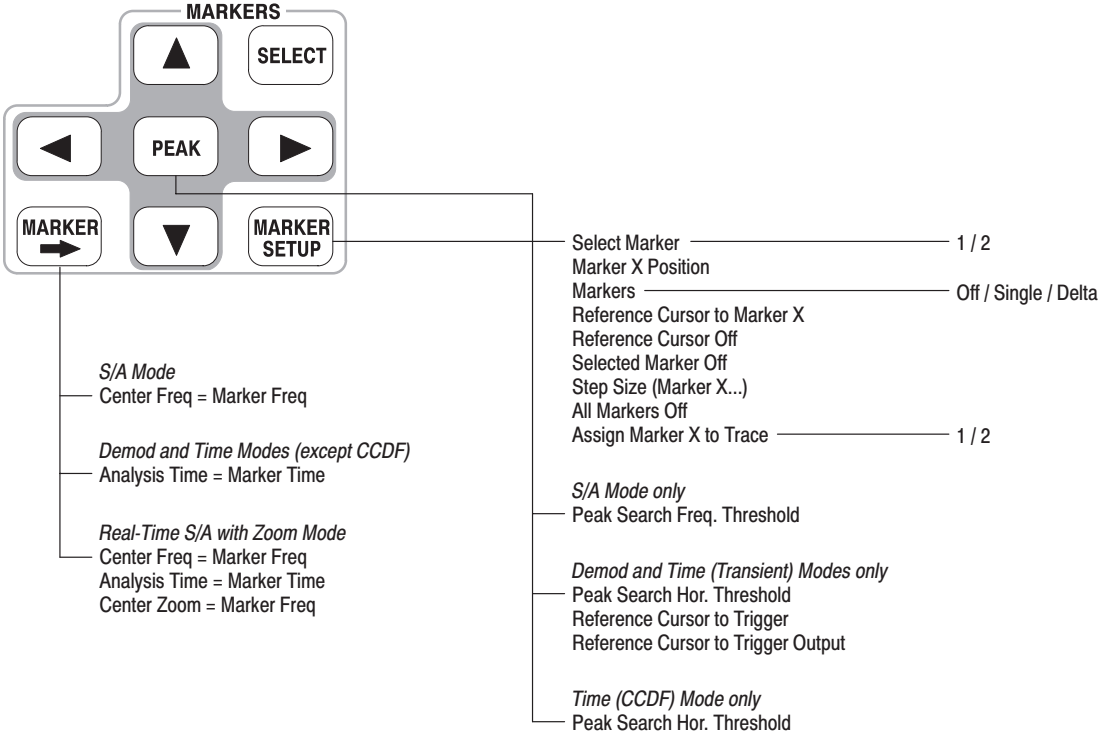 MARKERS
SELECT
PEAK
MARKER
MARKER
SETUP
Select Marker 1 / 2
Marker X Position
Markers Off / Single / Delta
Reference Cursor to Marker X
Reference Cursor Off
Selected Marker Off
Step Size (Marker X...)
All Markers Off
Assign Marker X to Trace 1 / 2
S/A Mode
Center Freq = Marker Freq
Demod and Time Modes (except CCDF)
Analysis Time = Marker Time
Real-Time S/A with Zoom Mode
Center Freq = Marker Freq
Analysis Time = Marker Time
Center Zoom = Marker Freq
S/A Mode only
Peak Search Freq. Threshold
Demod and Time (Transient) Modes only
Peak Search Hor. Threshold
Reference Cursor to Trigger
Reference Cursor to Trigger Output
Time (CCDF) Mode only
Peak Search Hor. Threshold